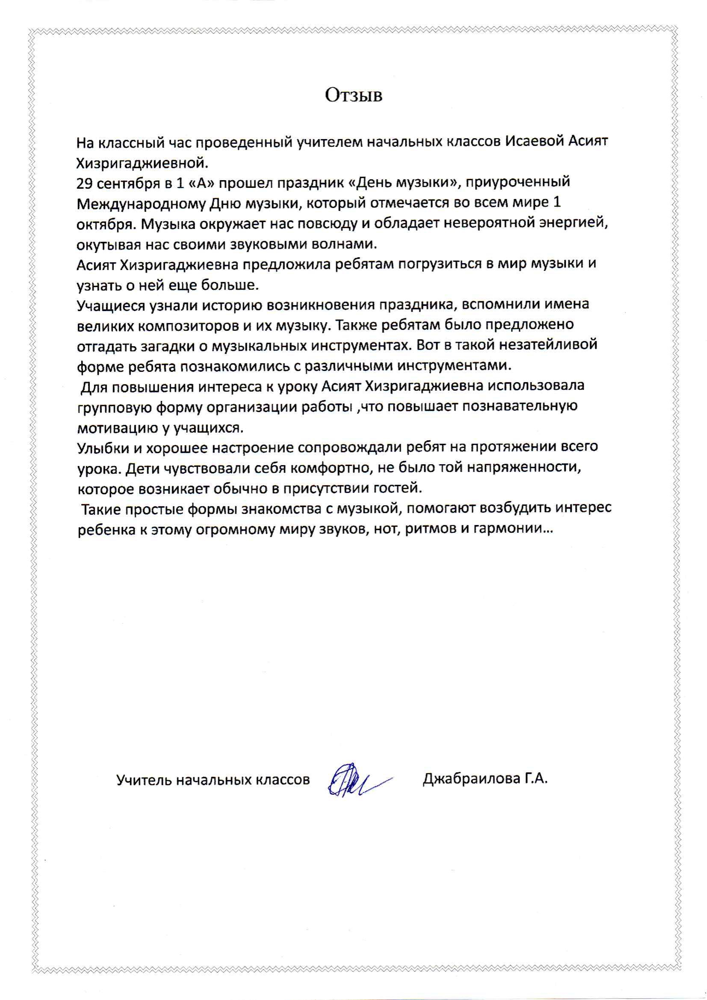 Отзыв
На классный час проведенный учителем начальных классов Исаевой Асият
Хизригаджиевной.
29 сентября в 1 «А» прошел праздник «День музыки», приуроченный
Международному Дню музыки, который отмечается во всем мире 1
октября. Музыка окружает нас повсюду и обладает невероятной энергией,
окутывая нас своими звуковыми волнами.
Асият Хизригаджиевна предложила ребятам погрузиться в мир музыки и
узнать о ней еще больше.
Учащиеся узнали историю возникновения праздника, вспомнили имена
великих композиторов и их музыку. Также ребятам было предложено
отгадать загадки о музыкальных инструментах. Вот в такой незатейливой
форме ребята познакомились с различными инструментами.
Для повышения интереса к уроку Асият Хизригаджиевна использовала
групповую форму организации работы ,что повышает познавательную
мотивацию у учащихся.
Улыбки и хорошее настроение сопровождали ребят на протяжении всего
урока. Дети чувствовали себя комфортно, не было той напряженности,
которое возникает обычно в присутствии гостей.
Такие простые формы знакомства с музыкой, помогают возбудить интерес
ребенка к этому огромному миру звуков, нот, ритмов и гармонии...
Учитель начальных классов Джабраилова Г.А.